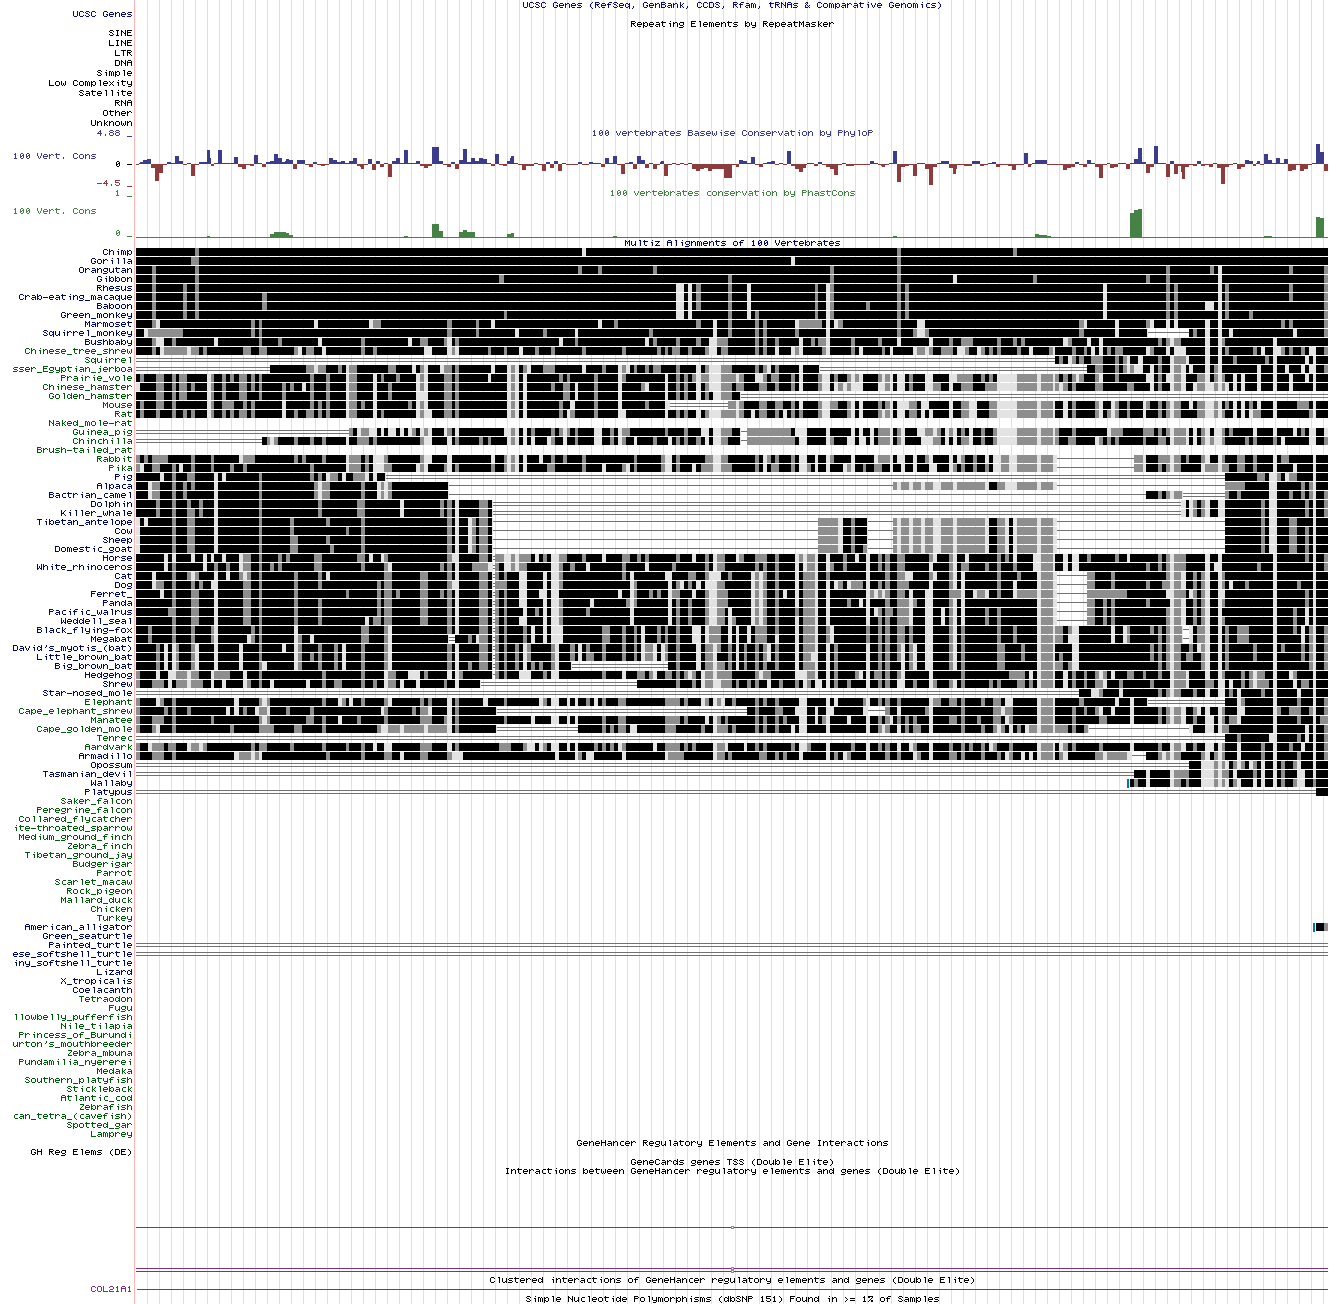 UCSC Genes (RefSeq, GenBank, CCDS, Rfam, tRNAs & Comparative Genomics)
UCSC Genes
Repeating Elements by RepeatMasker
SINE
LINE
LTR
DNA
Simple
Low Complexity
Satellite
RNA
Other
Unknown
4.88 _
100 vertebrates Basewise Conservation by PhyloP
100 Vert. Cons
0 _
-4.5 _
100 vertebrates conservation by PhastCons
1 _
100 Vert. Cons
0 _
Multiz Alignments of 100 Vertebrates
Chimp
Gorilla
Orangutan
Gibbon
Rhesus
Crab-eating_macaque
Baboon
Green_monkey
Marmoset
Squirrel_monkey
Bushbaby
Chinese_tree_shrew
Squirrel
sser_Egyptian_jerboa
Prairie_vole
Chinese_hamster
Golden_hamster
Mouse
Rat
Naked_mole-rat
Guinea_pig
Chinchilla
Brush-tailed_rat
Rabbit
Pika
Pig
Alpaca
Bactrian_camel
Dolphin
Killer_whale
Tibetan_antelope
Cow
Sheep
Domestic_goat
Horse
White_rhinoceros
Cat
Dog
Ferret_
Panda
Pacific_walrus
Weddell_seal
Black_flying-fox
Megabat
David's_myotis_(bat)
Little_brown_bat
Big_brown_bat
Hedgehog
Shrew
Star-nosed_mole
Elephant
Cape_elephant_shrew
Manatee
Cape_golden_mole
Tenrec
Aardvark
Armadillo
Opossum
Tasmanian_devil
Wallaby
Platypus
Saker_falcon
Peregrine_falcon
Collared_flycatcher
ite-throated_sparrow
Medium_ground_finch
Zebra_finch
Tibetan_ground_jay
Budgerigar
Parrot
Scarlet_macaw
Rock_pigeon
Mallard_duck
Chicken
Turkey
American_alligator
Green_seaturtle
Painted_turtle
ese_softshell_turtle
iny_softshell_turtle
Lizard
X_tropicalis
Coelacanth
Tetraodon
Fugu
llowbelly_pufferfish
Nile_tilapia
Princess_of_Burundi
urton's_mouthbreeder
Zebra_mbuna
Pundamilia_nyererei
Medaka
Southern_platyfish
Stickleback
Atlantic_cod
Zebrafish
can_tetra_(cavefish)
Spotted_gar
Lamprey
GeneHancer Regulatory Elements and Gene Interactions
GH Reg Elems (DE)
GeneCards genes TSS (Double Elite)
Interactions between GeneHancer regulatory elements and genes (Double Elite)
Clustered interactions of GeneHancer regulatory elements and genes (Double Elite)
COL21A1
Simple Nucleotide Polymorphisms (dbSNP 151) Found in >= 1% of Samples